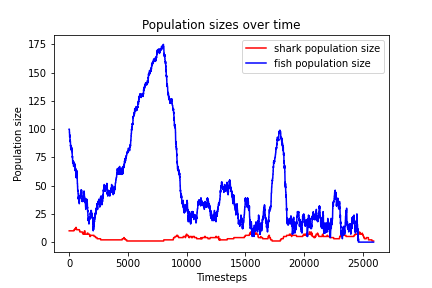 Population sizes over time
shark population size
fish population size
Population size
175
150
125
100
75
50
25
0
0
5000
10000
15000
20000
25000
Timesteps